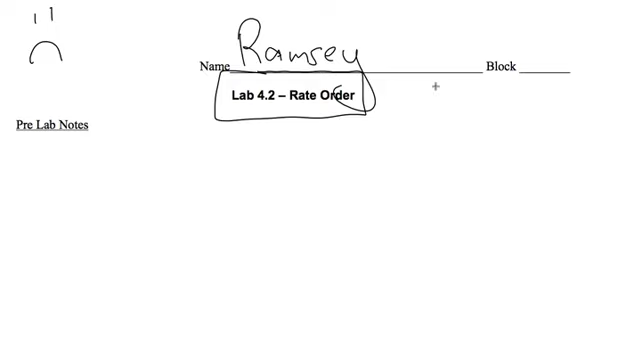 Name Ramsey Block
Lab 4.2 – Rate Order
Pre Lab Notes